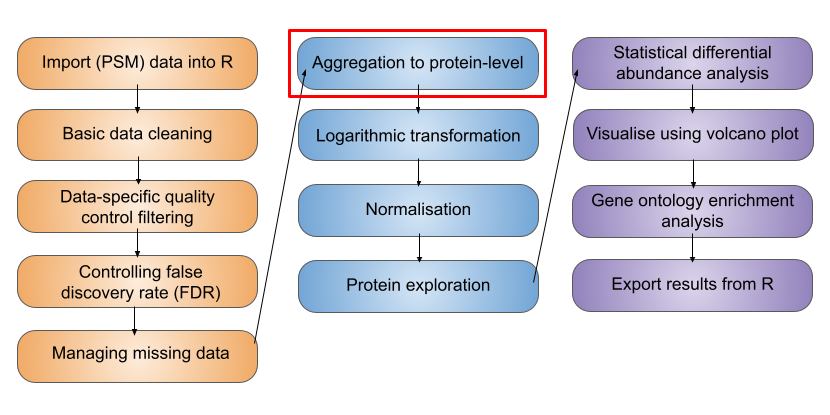 Import (PSM) data into R
Basic data cleaning
Data-specific quality
control filtering
Controlling false
discovery rate (FDR)
Managing missing data
Aggregation to protein-level
Logarithmic transformation
Normalisation
Protein exploration
Statistical differential
abundance analysis
Visualise using volcano plot
Gene ontology enrichment
analysis
Export results from R